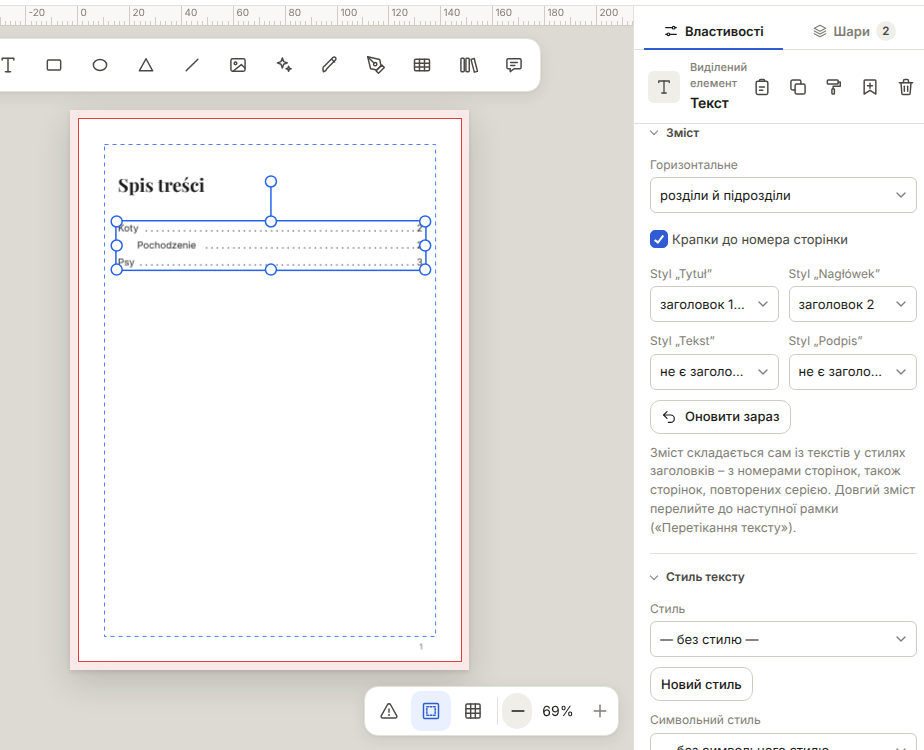 -20 0 20 40 60 80 100 120 140 160 180 200
Властивості
Шари 2
Виділений
елемент
Текст
Зміст
Горизонтальне
розділи й підрозділи
Крапки до номера сторінки
Styl „Tytuł” Styl „Nagłówek”
заголовок 1... заголовок 2
Styl „Tekst” Styl „Podpis”
не є заголо... не є заголо...
Оновити зараз
Зміст складається сам із текстів у стилях
заголовків – з номерами сторінок, також
сторінок, повторених серією. Довгий зміст
перелийте до наступної рамки
(«Перетікання тексту»).
Стиль тексту
Стиль
— без стилю —
Новий стиль
Символьний стиль
Spis treści
Koty 2
Pochodzenie 2
Psy 3
1
69%